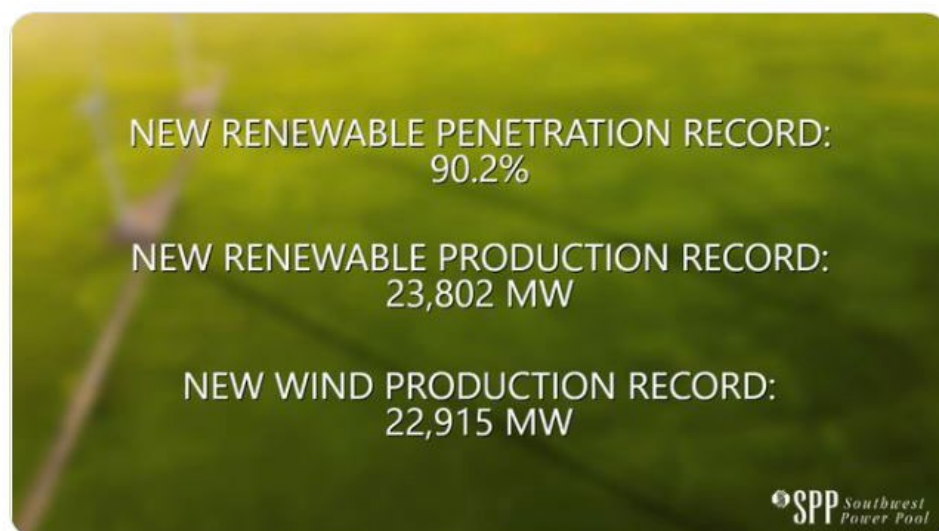 NEW RENEWABLE PENETRATION RECORD:
90.2%
NEW RENEWABLE PRODUCTION RECORD:
23,802 MW
NEW WIND PRODUCTION RECORD:
22,915 MW
SPP Southwest
Power Pool